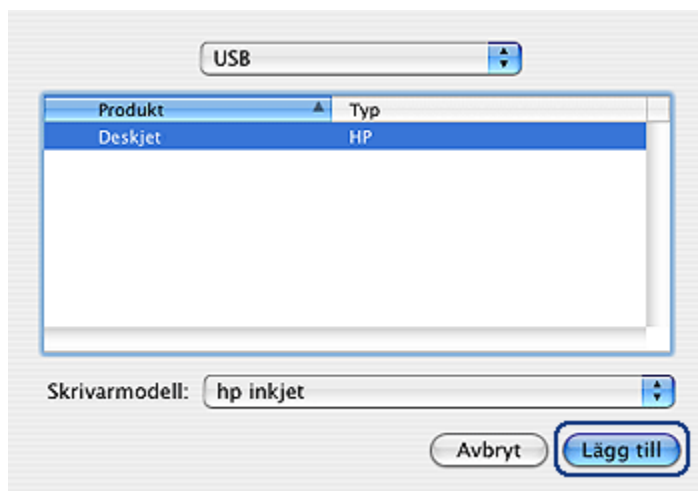 USB
Produkt Typ
Deskjet HP
Skrivarmodell: hp inkjet
Avbryt Lägg till